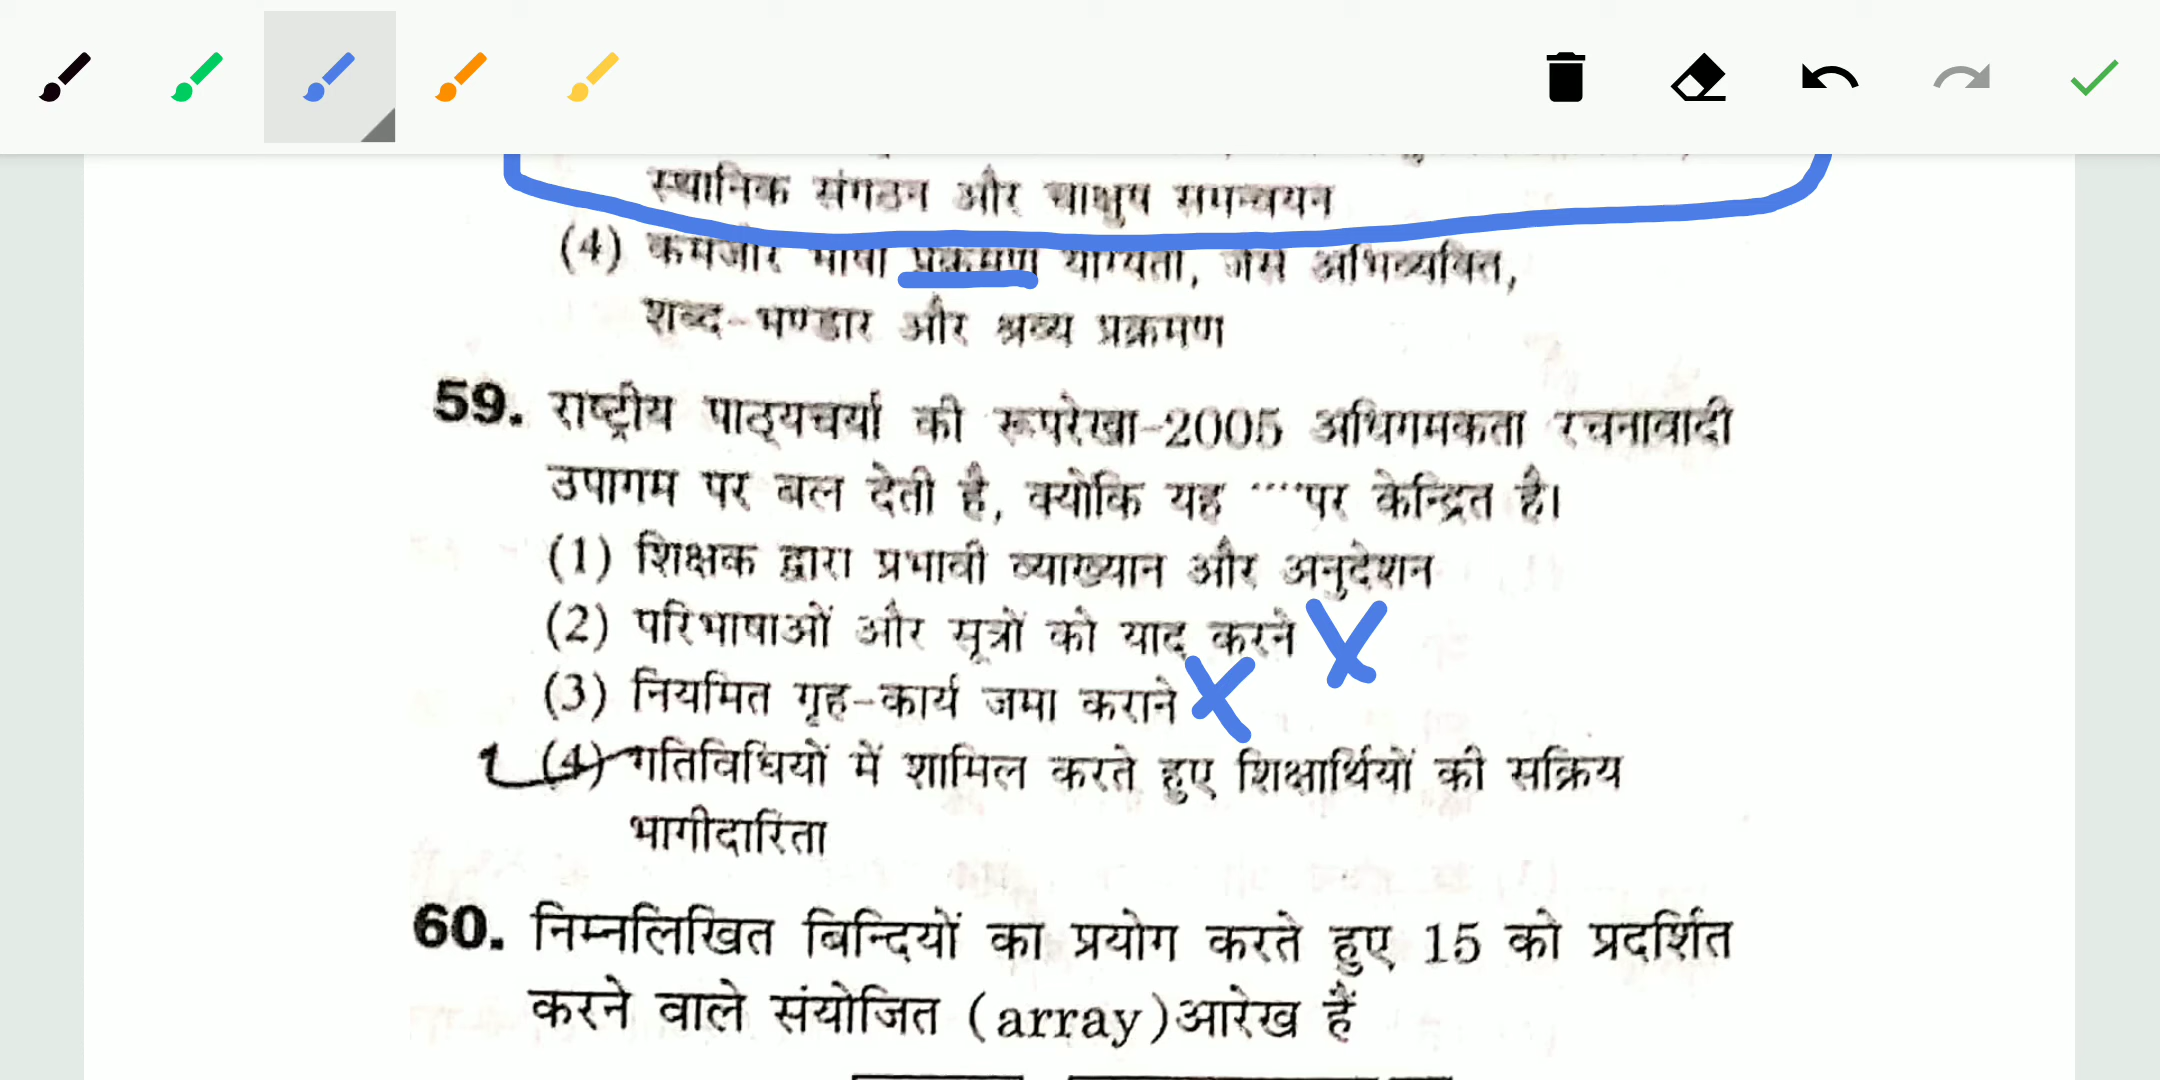 स्थानिक संगठन और चाक्षुष समन्वयन
(4) कमजोर भाषा प्रक्रमण योग्यता, जैसे अभिव्यक्ति,
शब्द-भण्डार और श्रव्य प्रक्रमण
59. राष्ट्रीय पाठ्यचर्या की रूपरेखा-2005 अधिगमकता रचनावादी
उपागम पर बल देती है, क्योंकि यह ····पर केन्द्रित है।
(1) शिक्षक द्वारा प्रभावी व्याख्यान और अनुदेशन
(2) परिभाषाओं और सूत्रों को याद करने
(3) नियमित गृह-कार्य जमा कराने
(4) गतिविधियों में शामिल करते हुए शिक्षार्थियों की सक्रिय
भागीदारिता
60. निम्नलिखित बिन्दियों का प्रयोग करते हुए 15 को प्रदर्शित
करने वाले संयोजित (array)आरेख हैं